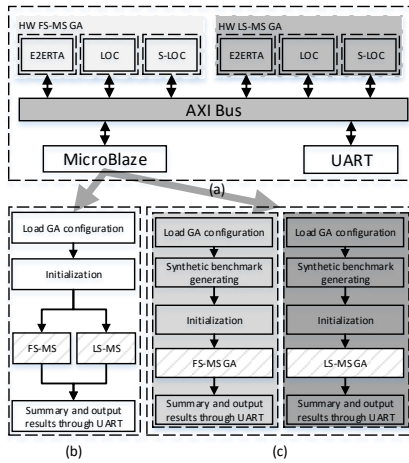 HW FS-MS GA
HW LS-MS GA
E2ERTA
LOC
S-LOC
E2ERTA
LOC
S-LOC
AXI Bus
MicroBlaze
UART
(a)
Load GA configuration
Initialization
FS-MS
LS-MS
Summary and output
results through UART
(b)
Load GA configuration
Synthetic benchmark
generating
Initialization
FS-MS GA
Summary and output
results through UART
Load GA configuration
Synthetic benchmark
generating
Initialization
LS-MS GA
Summary and output
results through UART
(c)